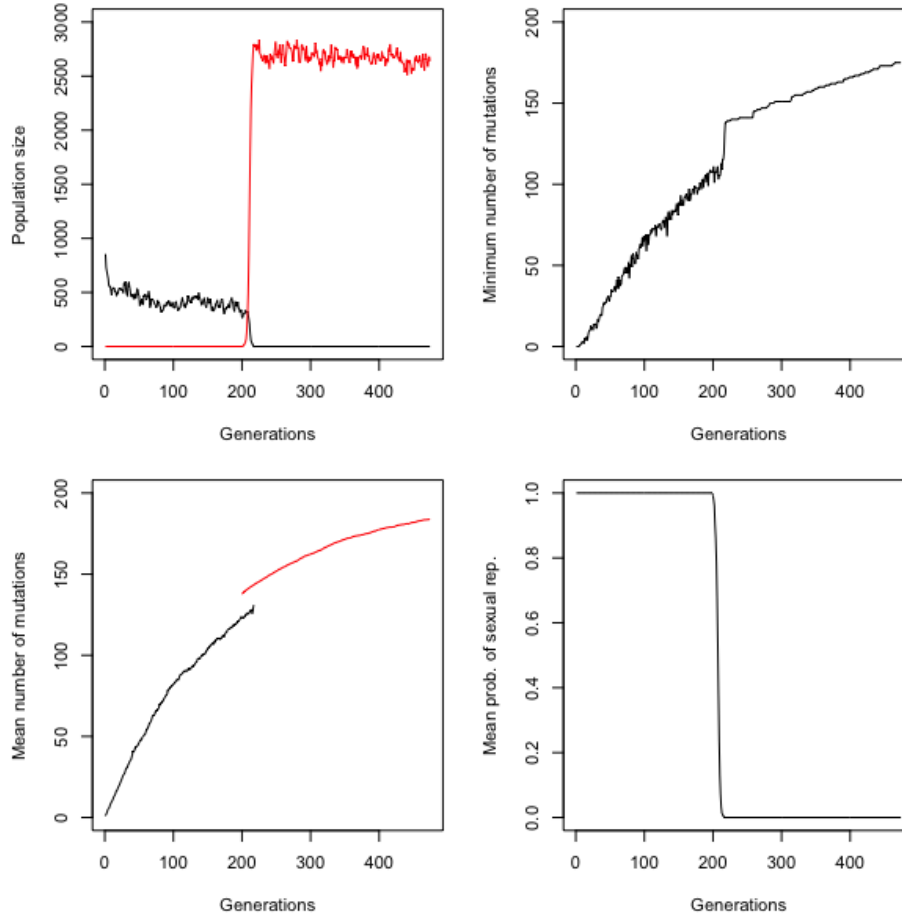 Population size
0 500 1000 1500 2000 2500 3000
0 100 200 300 400
Generations
Minimum number of mutations
0 50 100 150 200
0 100 200 300 400
Generations
Mean number of mutations
0 50 100 150 200
0 100 200 300 400
Generations
Mean prob. of sexual rep.
0.0 0.2 0.4 0.6 0.8 1.0
0 100 200 300 400
Generations